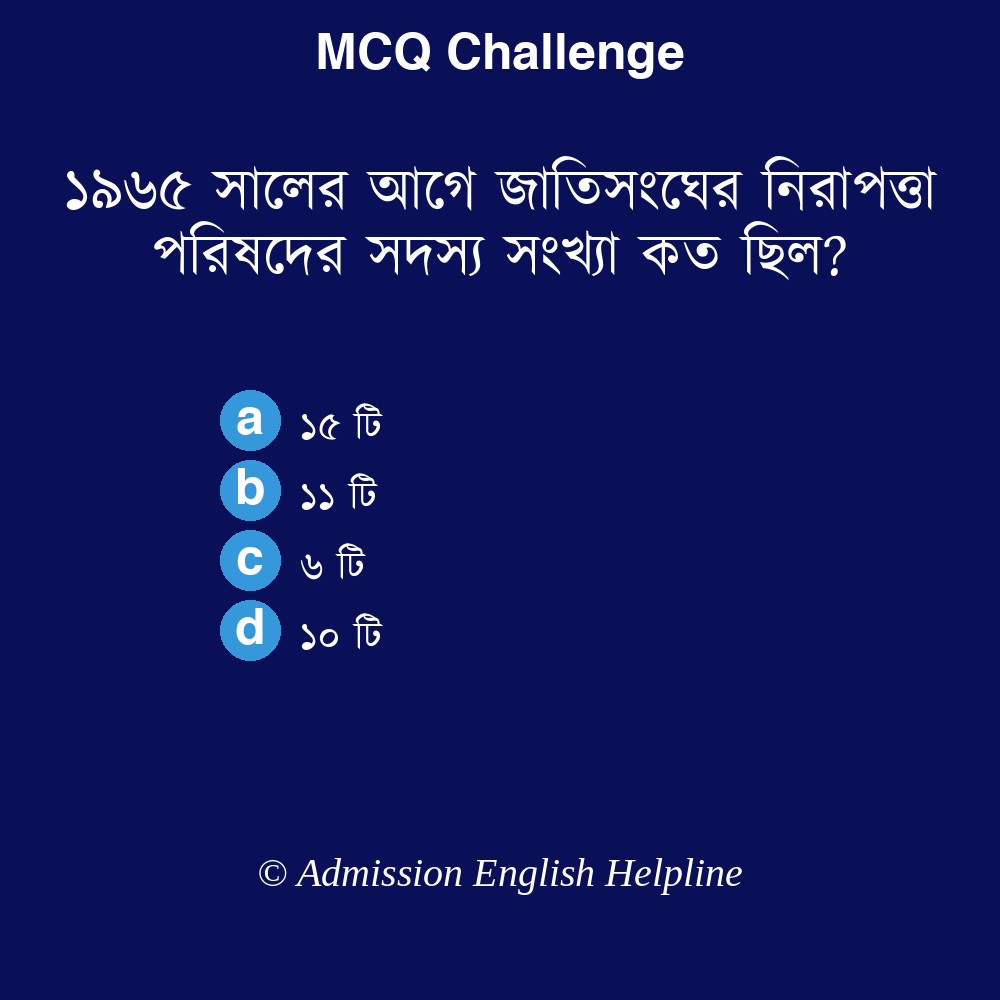 MCQ Challenge
১৯৬৫ সালের আগে জাতিসংঘের নিরাপত্তা
পরিষদের সদস্য সংখ্যা কত ছিল?
a ১৫ টি
b ১১ টি
c ৬ টি
d ১০ টি
© Admission English Helpline